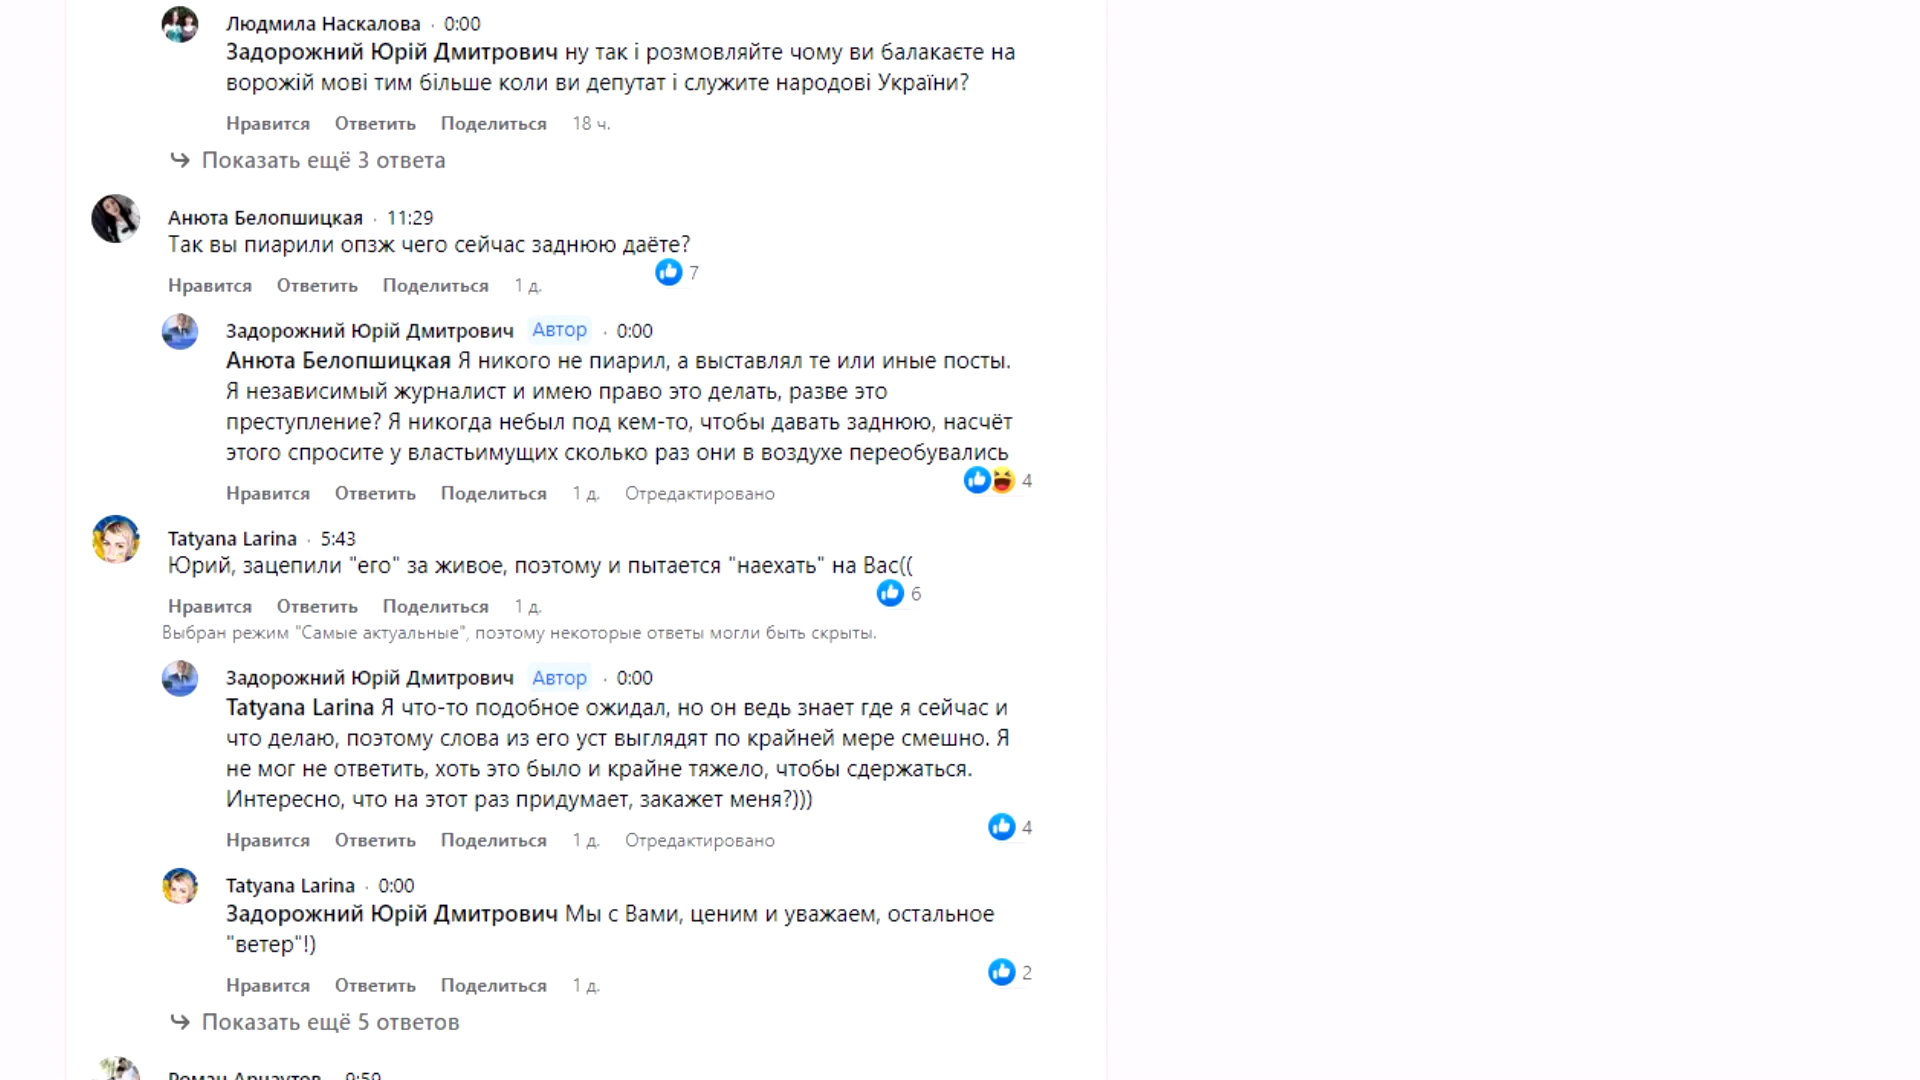 Людмила Наскалова · 0:00
Задорожний Юрій Дмитрович ну так і розмовляйте чому ви балакаєте на
ворожій мові тим більше коли ви депутат і служите народові України?
Нравится Ответить Поделиться 18 ч.
Показать ещё 3 ответа
Анюта Белопшицкая · 11:29
Так вы пиарили опзж чего сейчас заднюю даёте?
7
Нравится Ответить Поделиться 1 д.
Задорожний Юрій Дмитрович Автор · 0:00
Анюта Белопшицкая Я никого не пиарил, а выставлял те или иные посты.
Я независимый журналист и имею право это делать, разве это
преступление? Я никогда небыл под кем-то, чтобы давать заднюю, насчёт
этого спросите у властьимущих сколько раз они в воздухе переобувались
4
Нравится Ответить Поделиться 1 д. Отредактировано
Tatyana Larina · 5:43
Юрий, зацепили "его" за живое, поэтому и пытается "наехать" на Вас((
6
Нравится Ответить Поделиться 1 д.
Выбран режим "Самые актуальные", поэтому некоторые ответы могли быть скрыты.
Задорожний Юрій Дмитрович Автор · 0:00
Tatyana Larina Я что-то подобное ожидал, но он ведь знает где я сейчас и
что делаю, поэтому слова из его уст выглядят по крайней мере смешно. Я
не мог не ответить, хоть это было и крайне тяжело, чтобы сдержаться.
Интересно, что на этот раз придумает, закажет меня?)))
4
Нравится Ответить Поделиться 1 д. Отредактировано
Tatyana Larina · 0:00
Задорожний Юрій Дмитрович Мы с Вами, ценим и уважаем, остальное
"ветер"!)
2
Нравится Ответить Поделиться 1 д.
Показать ещё 5 ответов
Роман Арнаутов · 9:59